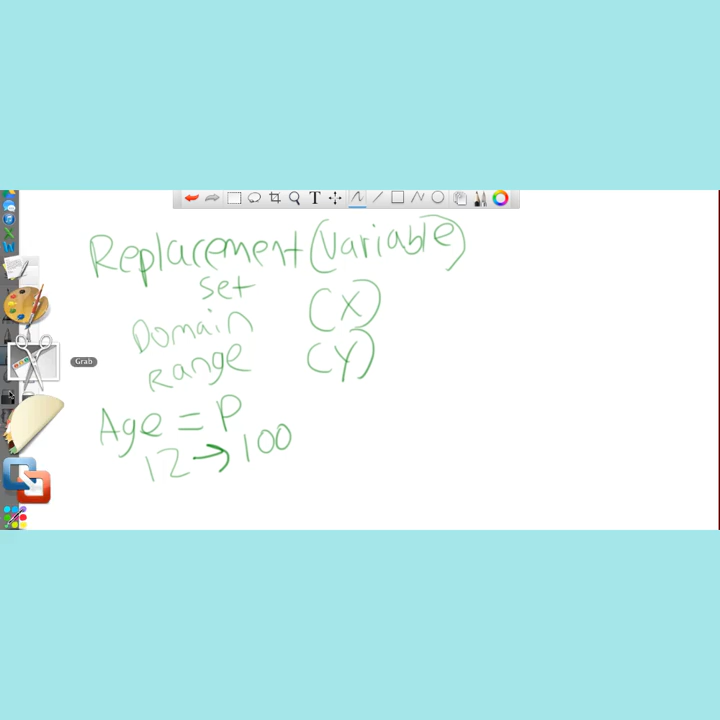 Replacement (Variable)
Set
Domain (X)
Range (Y)
Age = P
12 → 100
Grab